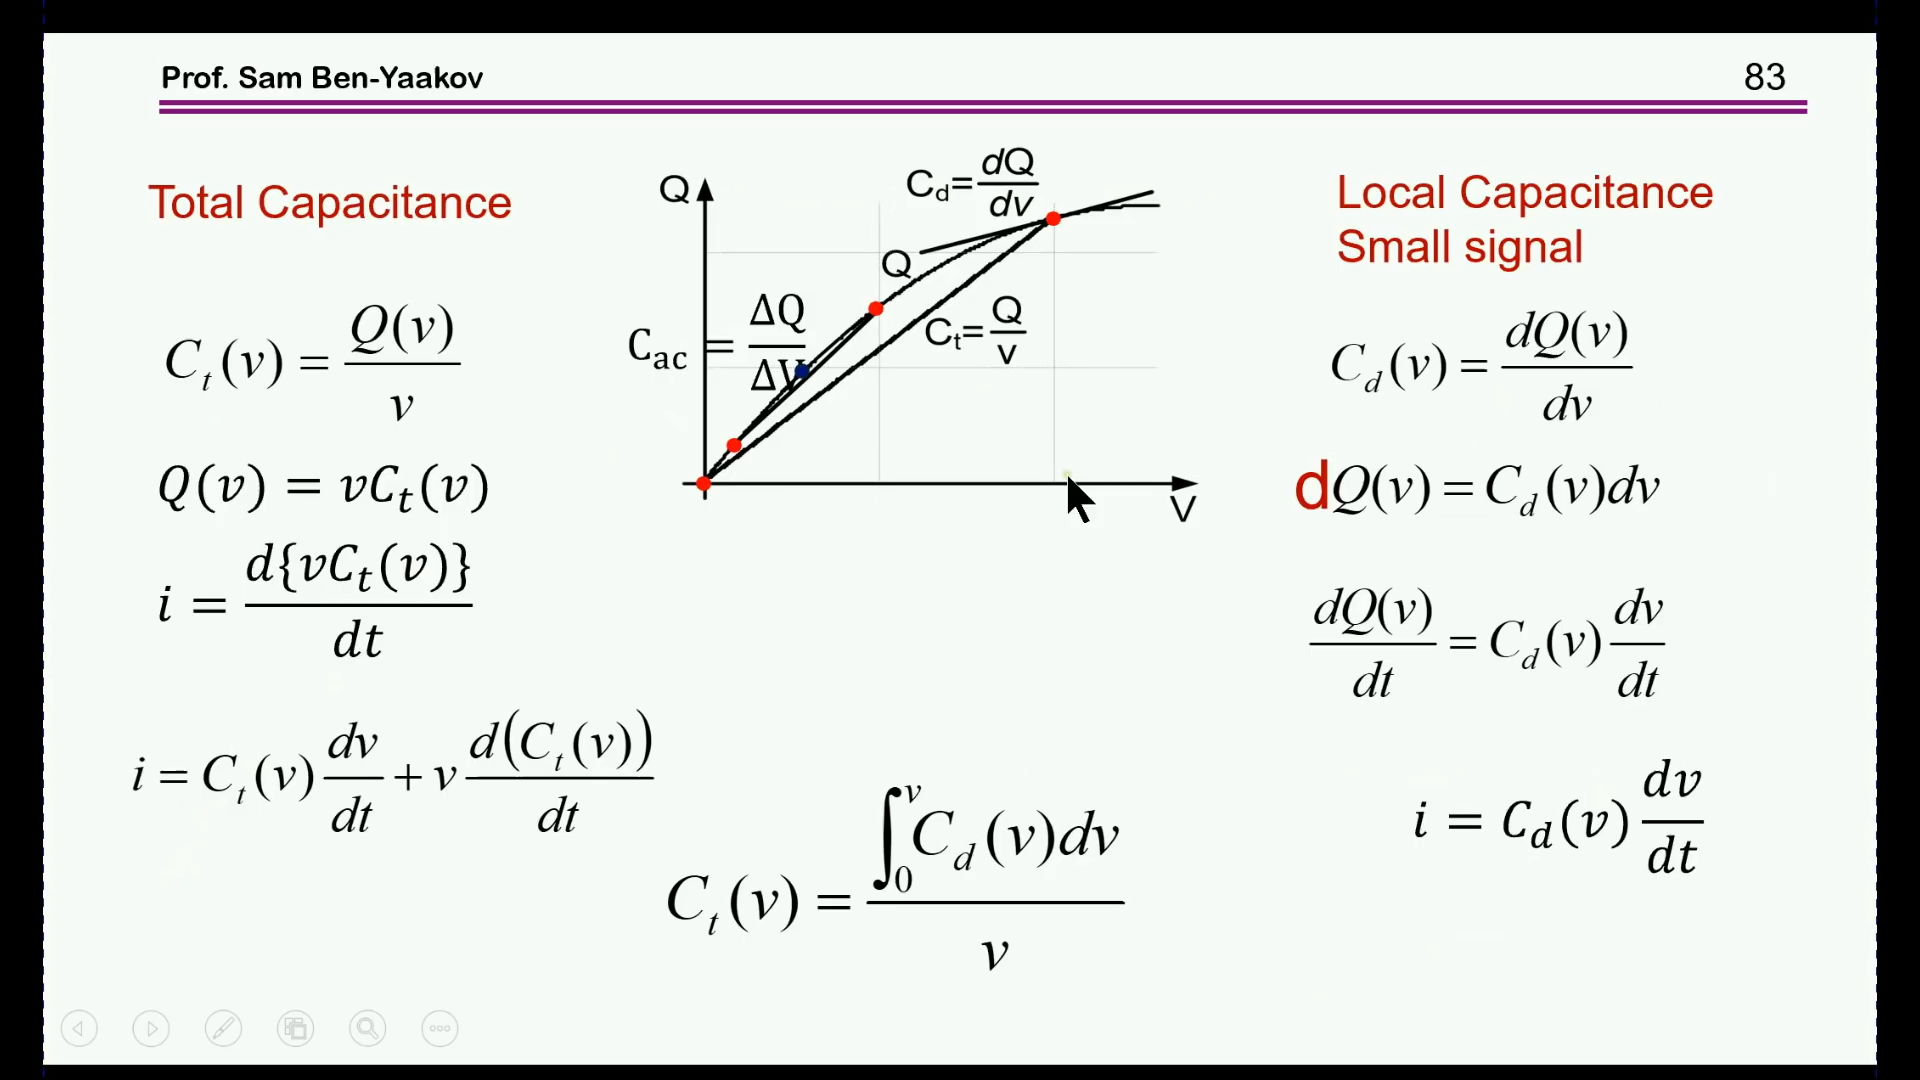 Prof. Sam Ben-Yaakov
83
Total Capacitance
C_t(v) = Q(v)/v
Q(v) = vC_t(v)
i = d{vC_t(v)}/dt
i = C_t(v) dv/dt + v d(C_t(v))/dt
Q
C_d = dQ/dv
Q
C_ac = ΔQ/ΔV
C_t = Q/v
V
C_t(v) = ∫_0^v C_d(v)dv / v
Local Capacitance
Small signal
C_d(v) = dQ(v)/dv
dQ(v) = C_d(v)dv
dQ(v)/dt = C_d(v) dv/dt
i = C_d(v) dv/dt